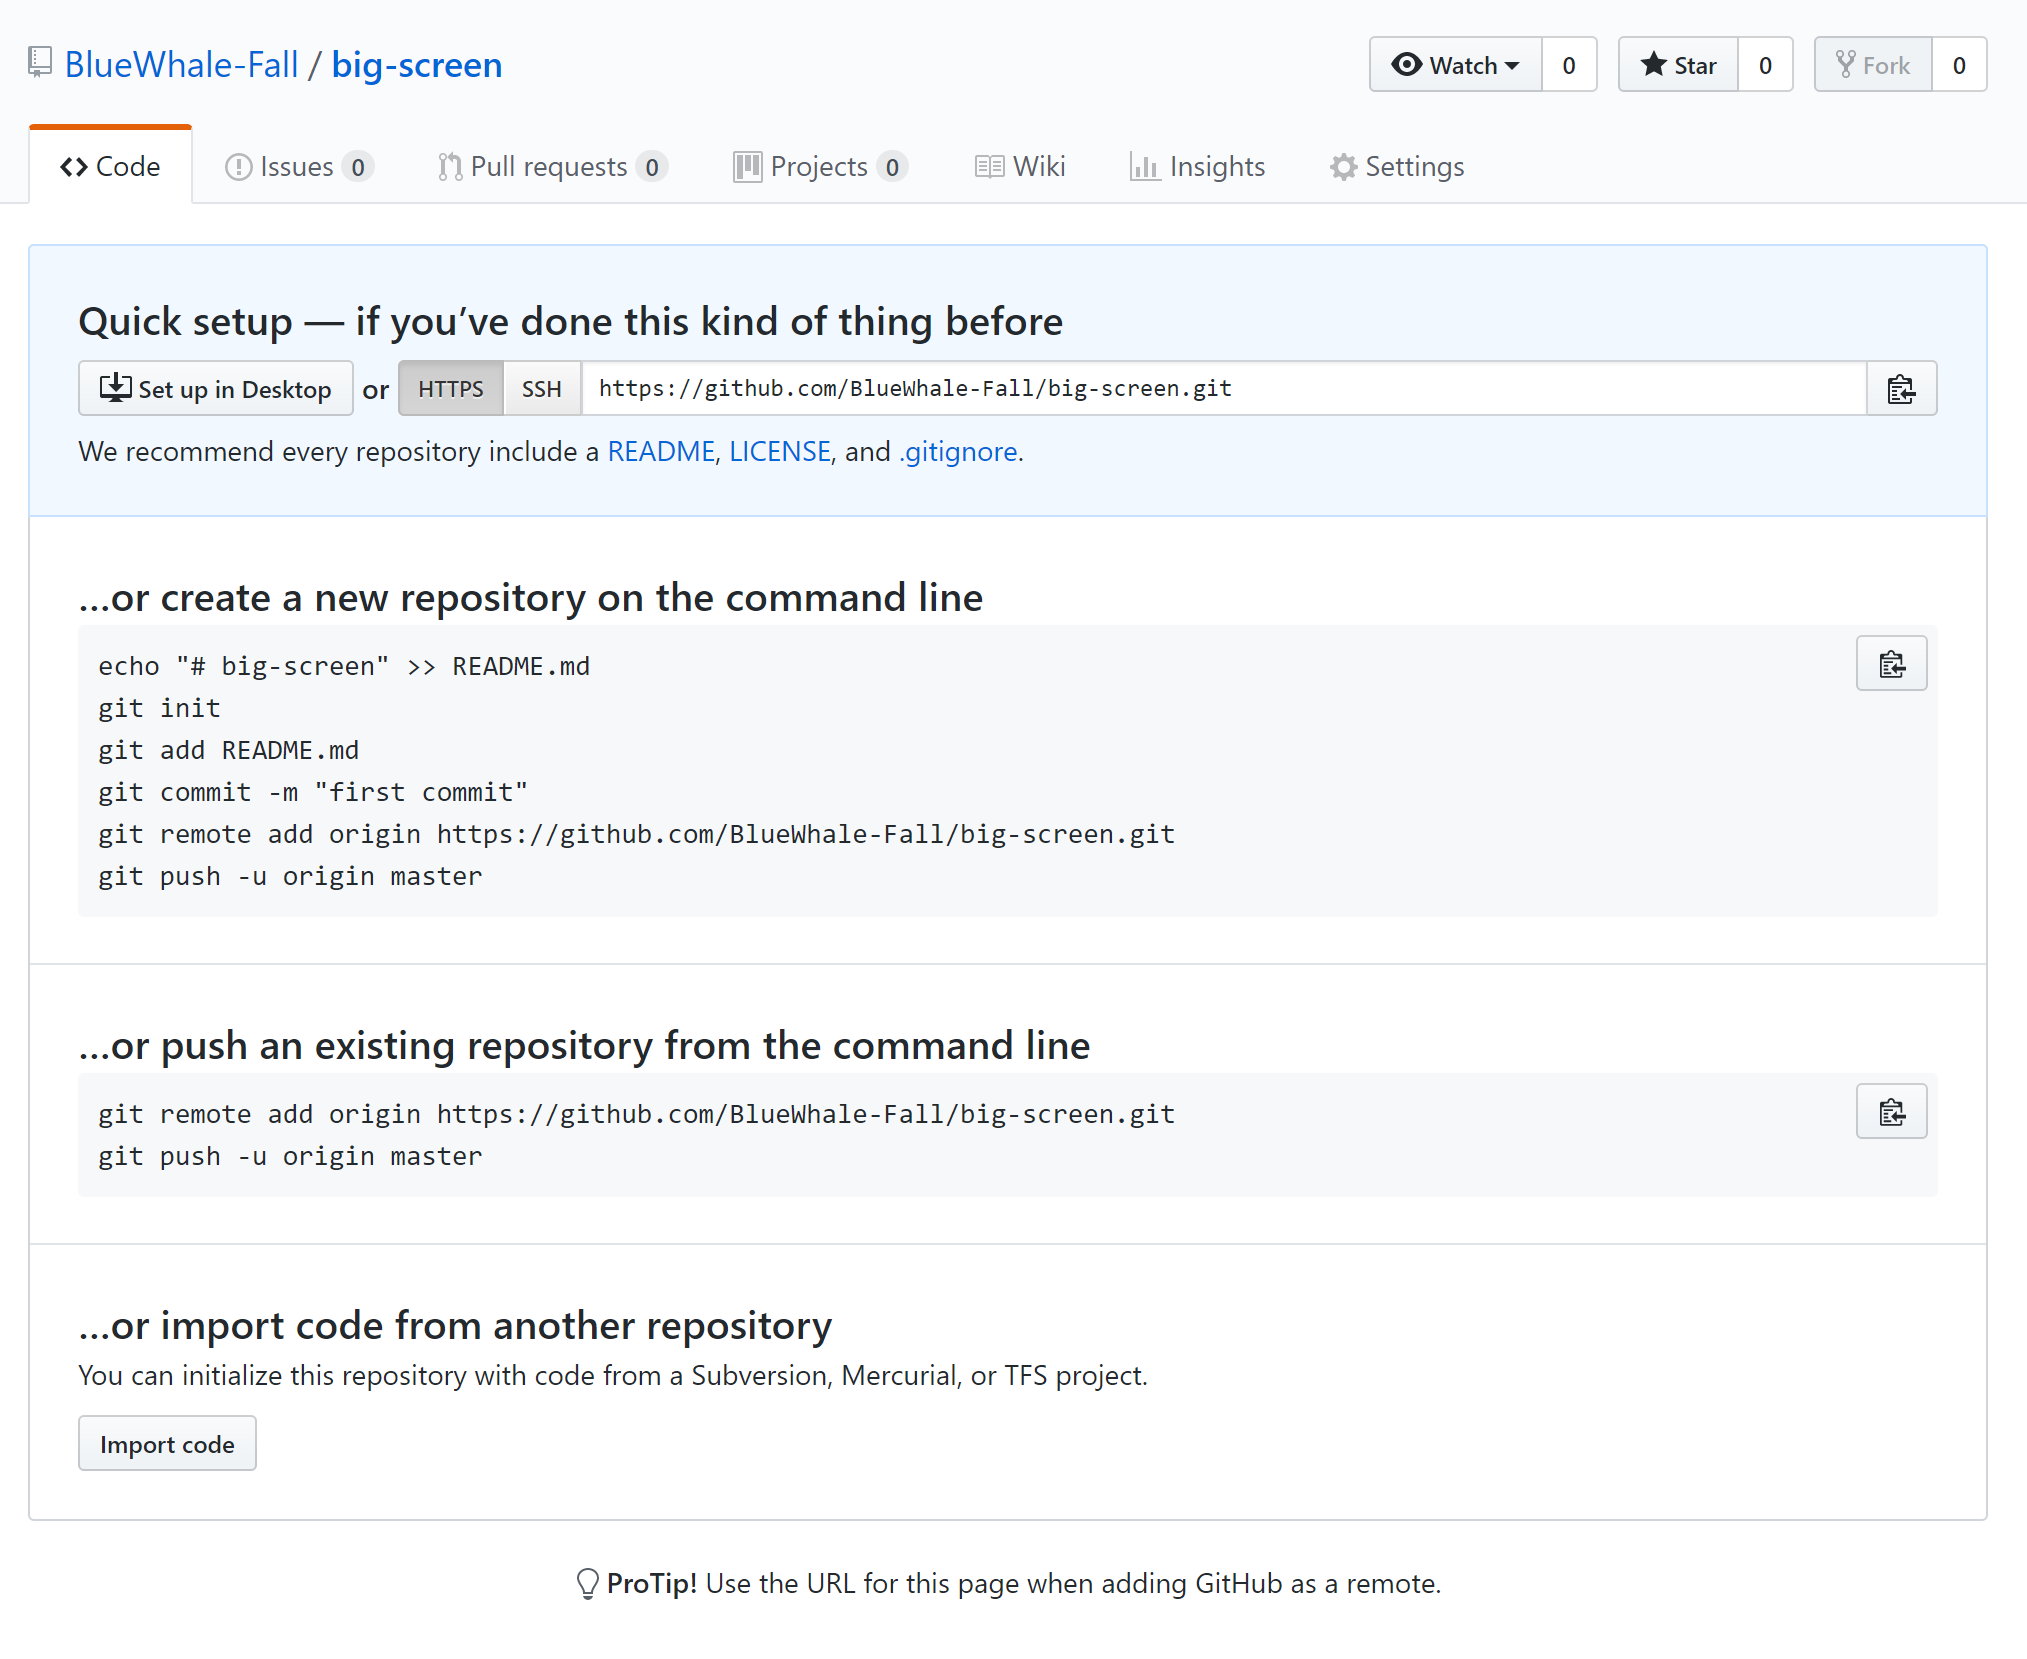 BlueWhale-Fall / big-screen
Watch 0 Star 0 Fork 0
Code Issues 0 Pull requests 0 Projects 0 Wiki Insights Settings
Quick setup — if you’ve done this kind of thing before
Set up in Desktop or HTTPS SSH https://github.com/BlueWhale-Fall/big-screen.git
We recommend every repository include a README, LICENSE, and .gitignore.
…or create a new repository on the command line
echo "# big-screen" >> README.md
git init
git add README.md
git commit -m "first commit"
git remote add origin https://github.com/BlueWhale-Fall/big-screen.git
git push -u origin master
…or push an existing repository from the command line
git remote add origin https://github.com/BlueWhale-Fall/big-screen.git
git push -u origin master
…or import code from another repository
You can initialize this repository with code from a Subversion, Mercurial, or TFS project.
Import code
ProTip! Use the URL for this page when adding GitHub as a remote.